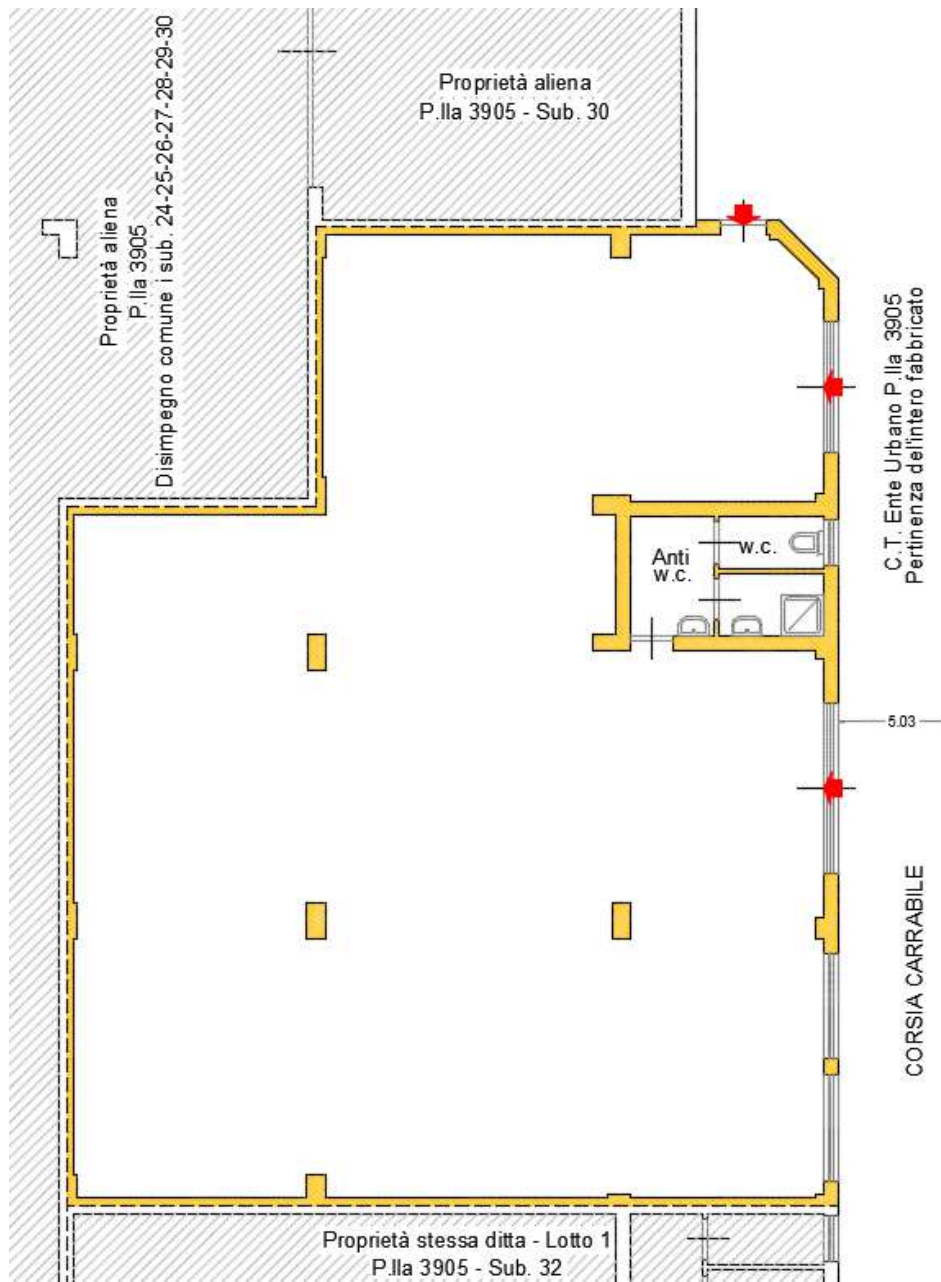 Proprietà aliena
P.lla 3905 - Sub. 30
Proprietà aliena
P.lla 3905
Disimpegno comune i sub. 24-25-26-27-28-29-30
C.T. Ente Urbano P.lla 3905
Pertinenza dell'intero fabbricato
Anti
w.c.
w.c.
5.03
CORSIA CARRABILE
Proprietà stessa ditta - Lotto 1
P.lla 3905 - Sub. 32